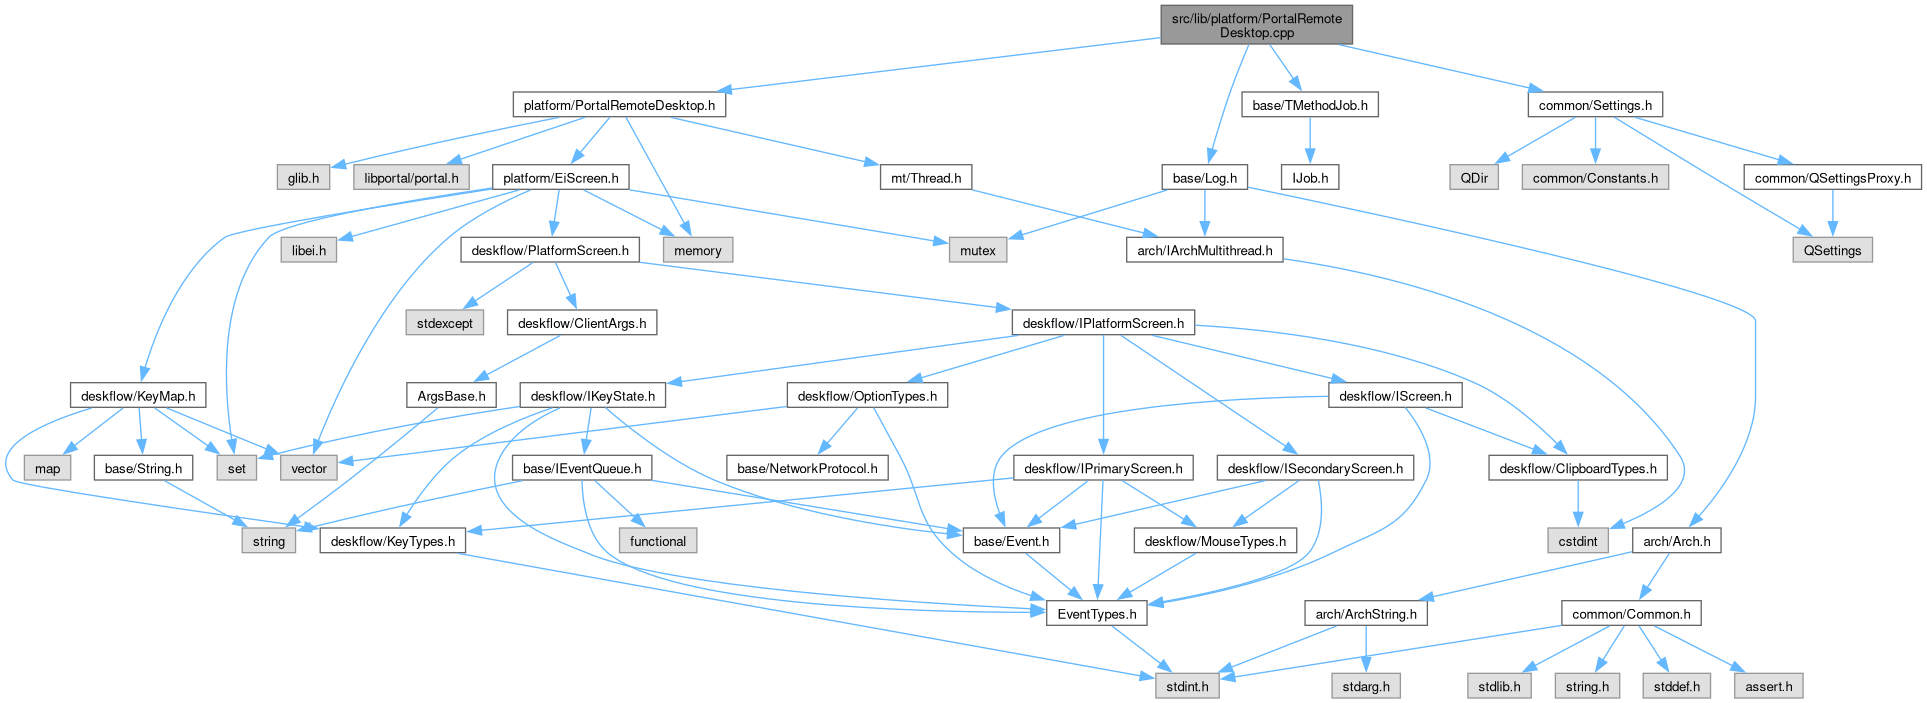 src/lib/platform/PortalRemote
Desktop.cpp
platform/PortalRemoteDesktop.h
base/TMethodJob.h
common/Settings.h
glib.h
libportal/portal.h
platform/EiScreen.h
mt/Thread.h
base/Log.h
IJob.h
QDir
common/Constants.h
common/QSettingsProxy.h
libei.h
deskflow/PlatformScreen.h
memory
mutex
arch/IArchMultithread.h
QSettings
stdexcept
deskflow/ClientArgs.h
deskflow/IPlatformScreen.h
deskflow/KeyMap.h
ArgsBase.h
deskflow/IKeyState.h
deskflow/OptionTypes.h
deskflow/IScreen.h
map
base/String.h
set
vector
base/IEventQueue.h
base/NetworkProtocol.h
deskflow/IPrimaryScreen.h
deskflow/ISecondaryScreen.h
deskflow/ClipboardTypes.h
string
deskflow/KeyTypes.h
functional
base/Event.h
deskflow/MouseTypes.h
cstdint
arch/Arch.h
EventTypes.h
arch/ArchString.h
common/Common.h
stdint.h
stdarg.h
stdlib.h
string.h
stddef.h
assert.h